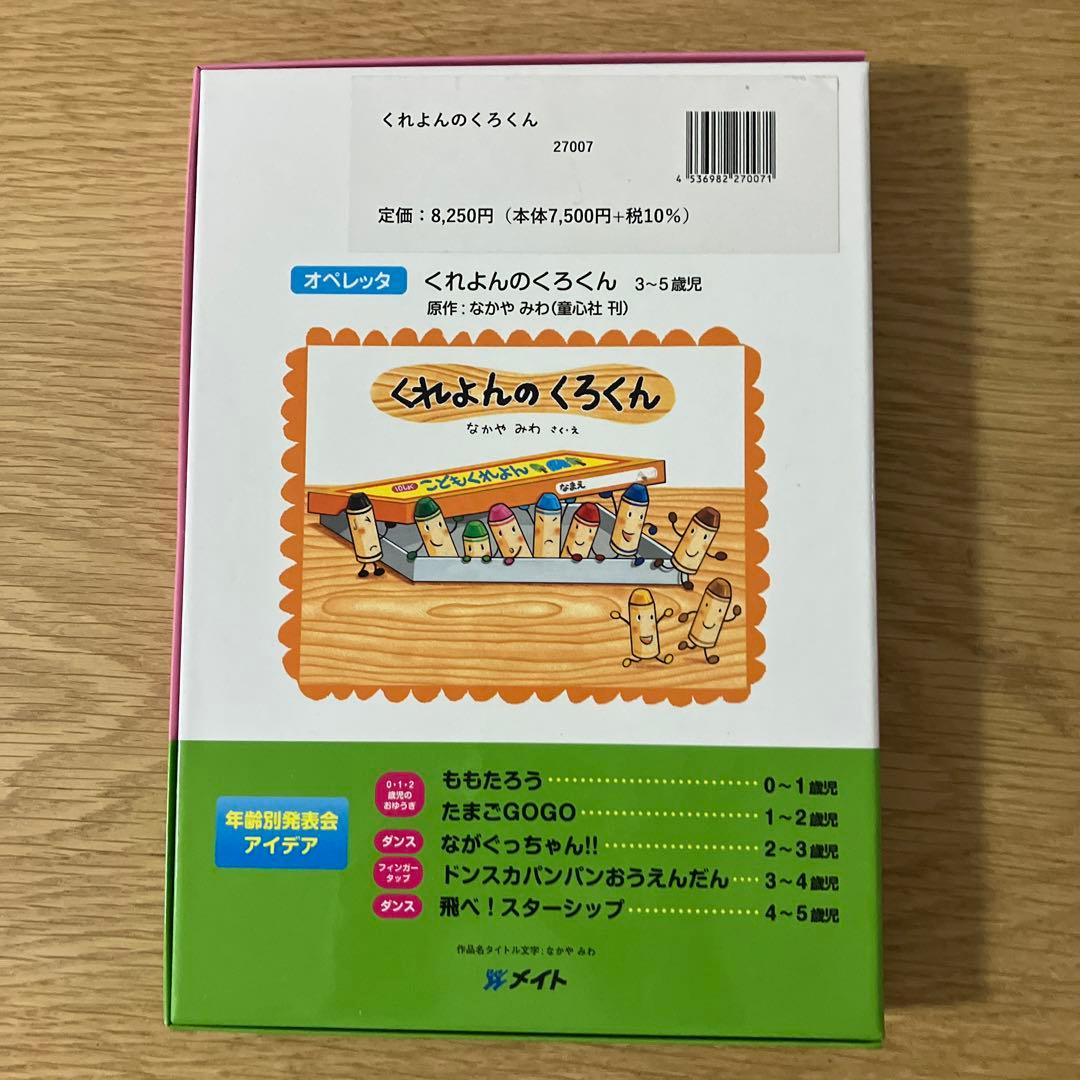 くれよんのくろくん
27007
4 536982 270071
定価：8,250円（本体7,500円+税10％）
オペレッタ くれよんのくろくん 3～5歳児
原作：なかや みわ（童心社 刊）
くれよんの くろくん
なかや みわ さく・え
10しょく こどもくれよん
なまえ
年齢別発表会
アイデア
0・1・2
歳児の
おゆうぎ
ももたろう 0～1歳児
たまごGOGO 1～2歳児
ダンス ながぐっちゃん!! 2～3歳児
フィンガー
タップ
ドンスカパンパンおうえんだん 3～4歳児
ダンス 飛べ！スターシップ 4～5歳児
作品名タイトル文字：なかや みわ
メイト